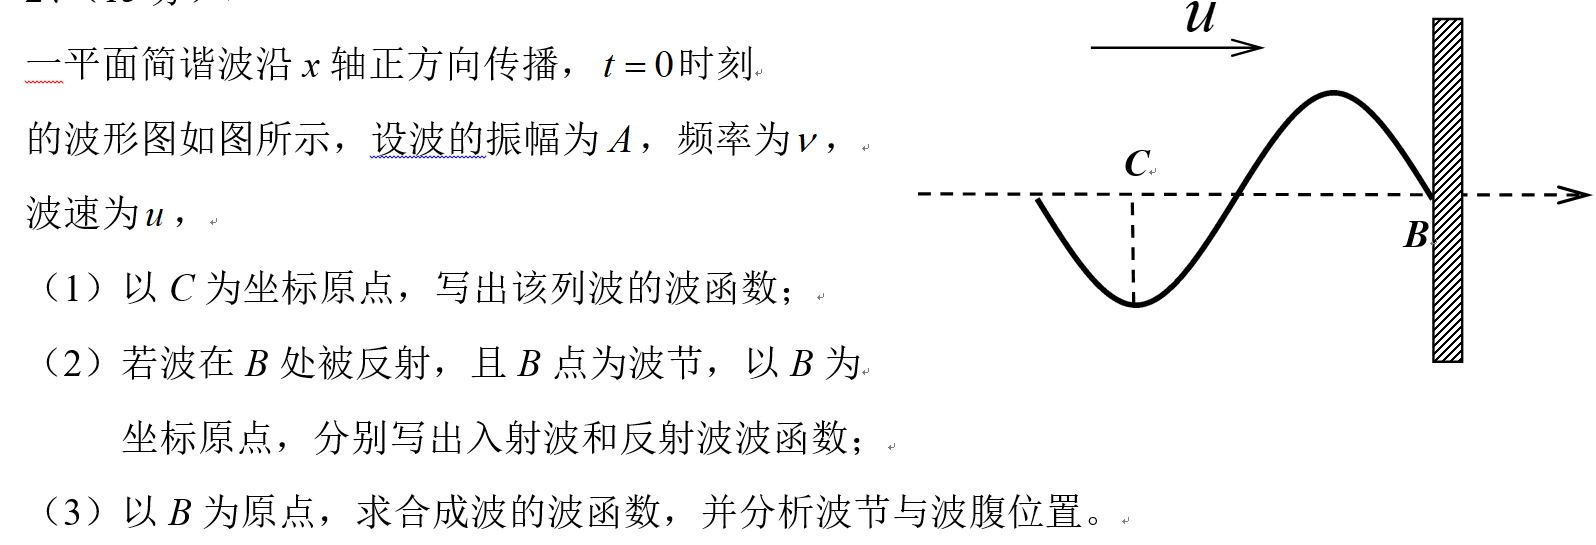 u
一平面简谐波沿 x 轴正方向传播，t = 0时刻
的波形图如图所示，设波的振幅为 A，频率为ν，
波速为u，
C
B
（1）以 C 为坐标原点，写出该列波的波函数；
（2）若波在 B 处被反射，且 B 点为波节，以 B 为
坐标原点，分别写出入射波和反射波波函数；
（3）以 B 为原点，求合成波的波函数，并分析波节与波腹位置。